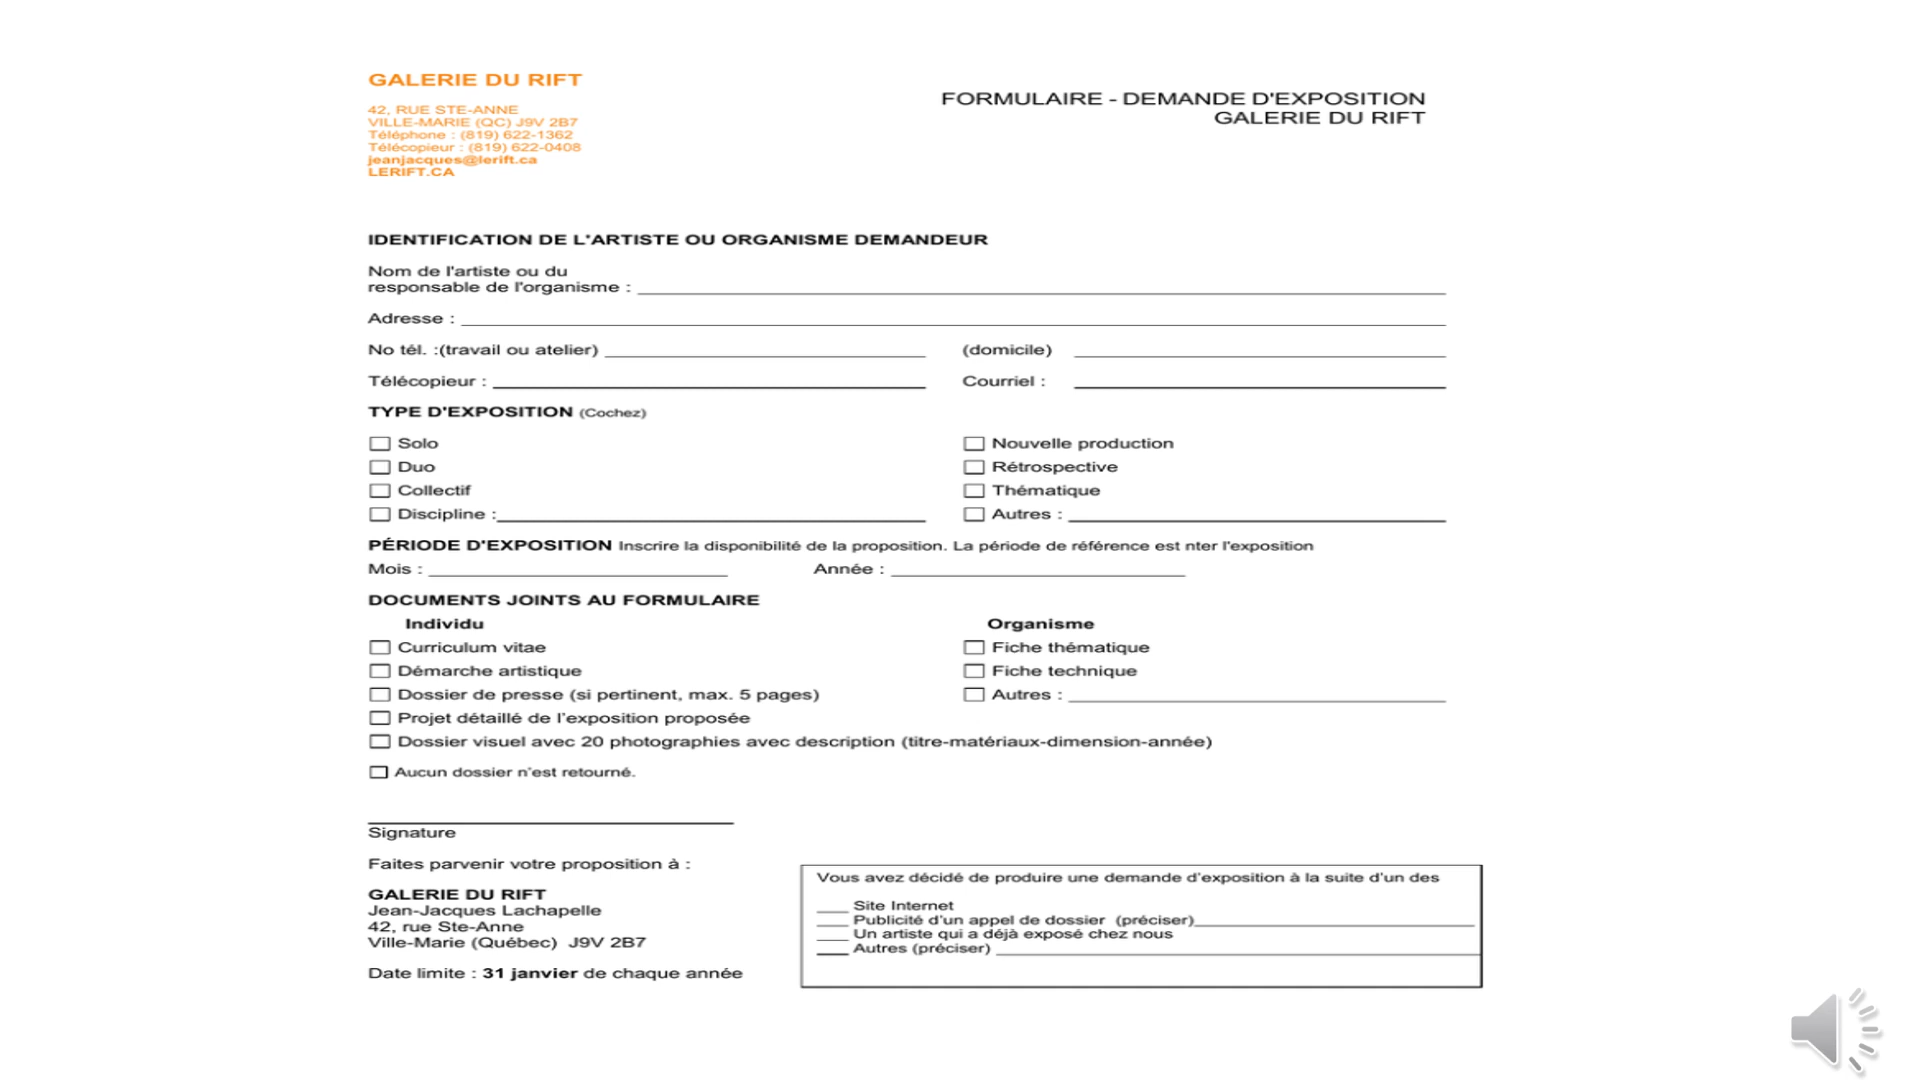 GALERIE DU RIFT
42, RUE STE-ANNE
VILLE-MARIE (QC) J9V 2B7
Téléphone : (819) 622-1362
Télécopieur : (819) 622-0408
jeanjacques@lerift.ca
LERIFT.CA
FORMULAIRE - DEMANDE D'EXPOSITION
GALERIE DU RIFT
IDENTIFICATION DE L'ARTISTE OU ORGANISME DEMANDEUR
Nom de l'artiste ou du
responsable de l'organisme :
Adresse :
No tél. :(travail ou atelier) (domicile)
Télécopieur : Courriel :
TYPE D'EXPOSITION (Cochez)
Solo Nouvelle production
Duo Rétrospective
Collectif Thématique
Discipline : Autres :
PÉRIODE D'EXPOSITION Inscrire la disponibilité de la proposition. La période de référence est nter l'exposition
Mois : Année :
DOCUMENTS JOINTS AU FORMULAIRE
Individu Organisme
Curriculum vitae Fiche thématique
Démarche artistique Fiche technique
Dossier de presse (si pertinent, max. 5 pages) Autres :
Projet détaillé de l'exposition proposée
Dossier visuel avec 20 photographies avec description (titre-matériaux-dimension-année)
Aucun dossier n'est retourné.
Signature
Faites parvenir votre proposition à :
GALERIE DU RIFT
Jean-Jacques Lachapelle
42, rue Ste-Anne
Ville-Marie (Québec) J9V 2B7
Date limite : 31 janvier de chaque année
Vous avez décidé de produire une demande d'exposition à la suite d'un des
Site Internet
Publicité d'un appel de dossier (préciser)
Un artiste qui a déjà exposé chez nous
Autres (préciser)